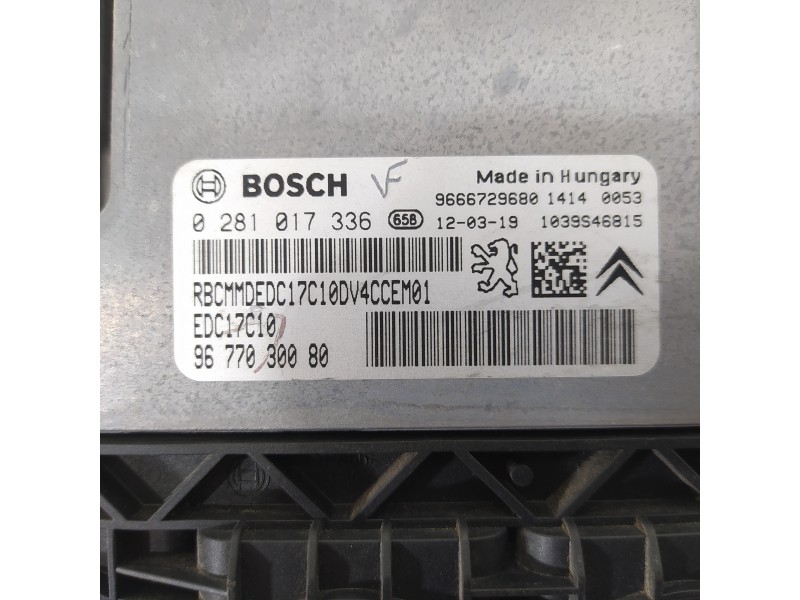 BOSCH VF Made in Hungary
9666729680 1414 0053
0 281 017 336 65B 12-03-19 1039S46815
RBCMMDEDC17C10DV4CCEM01
EDC17C10
96 770 300 80